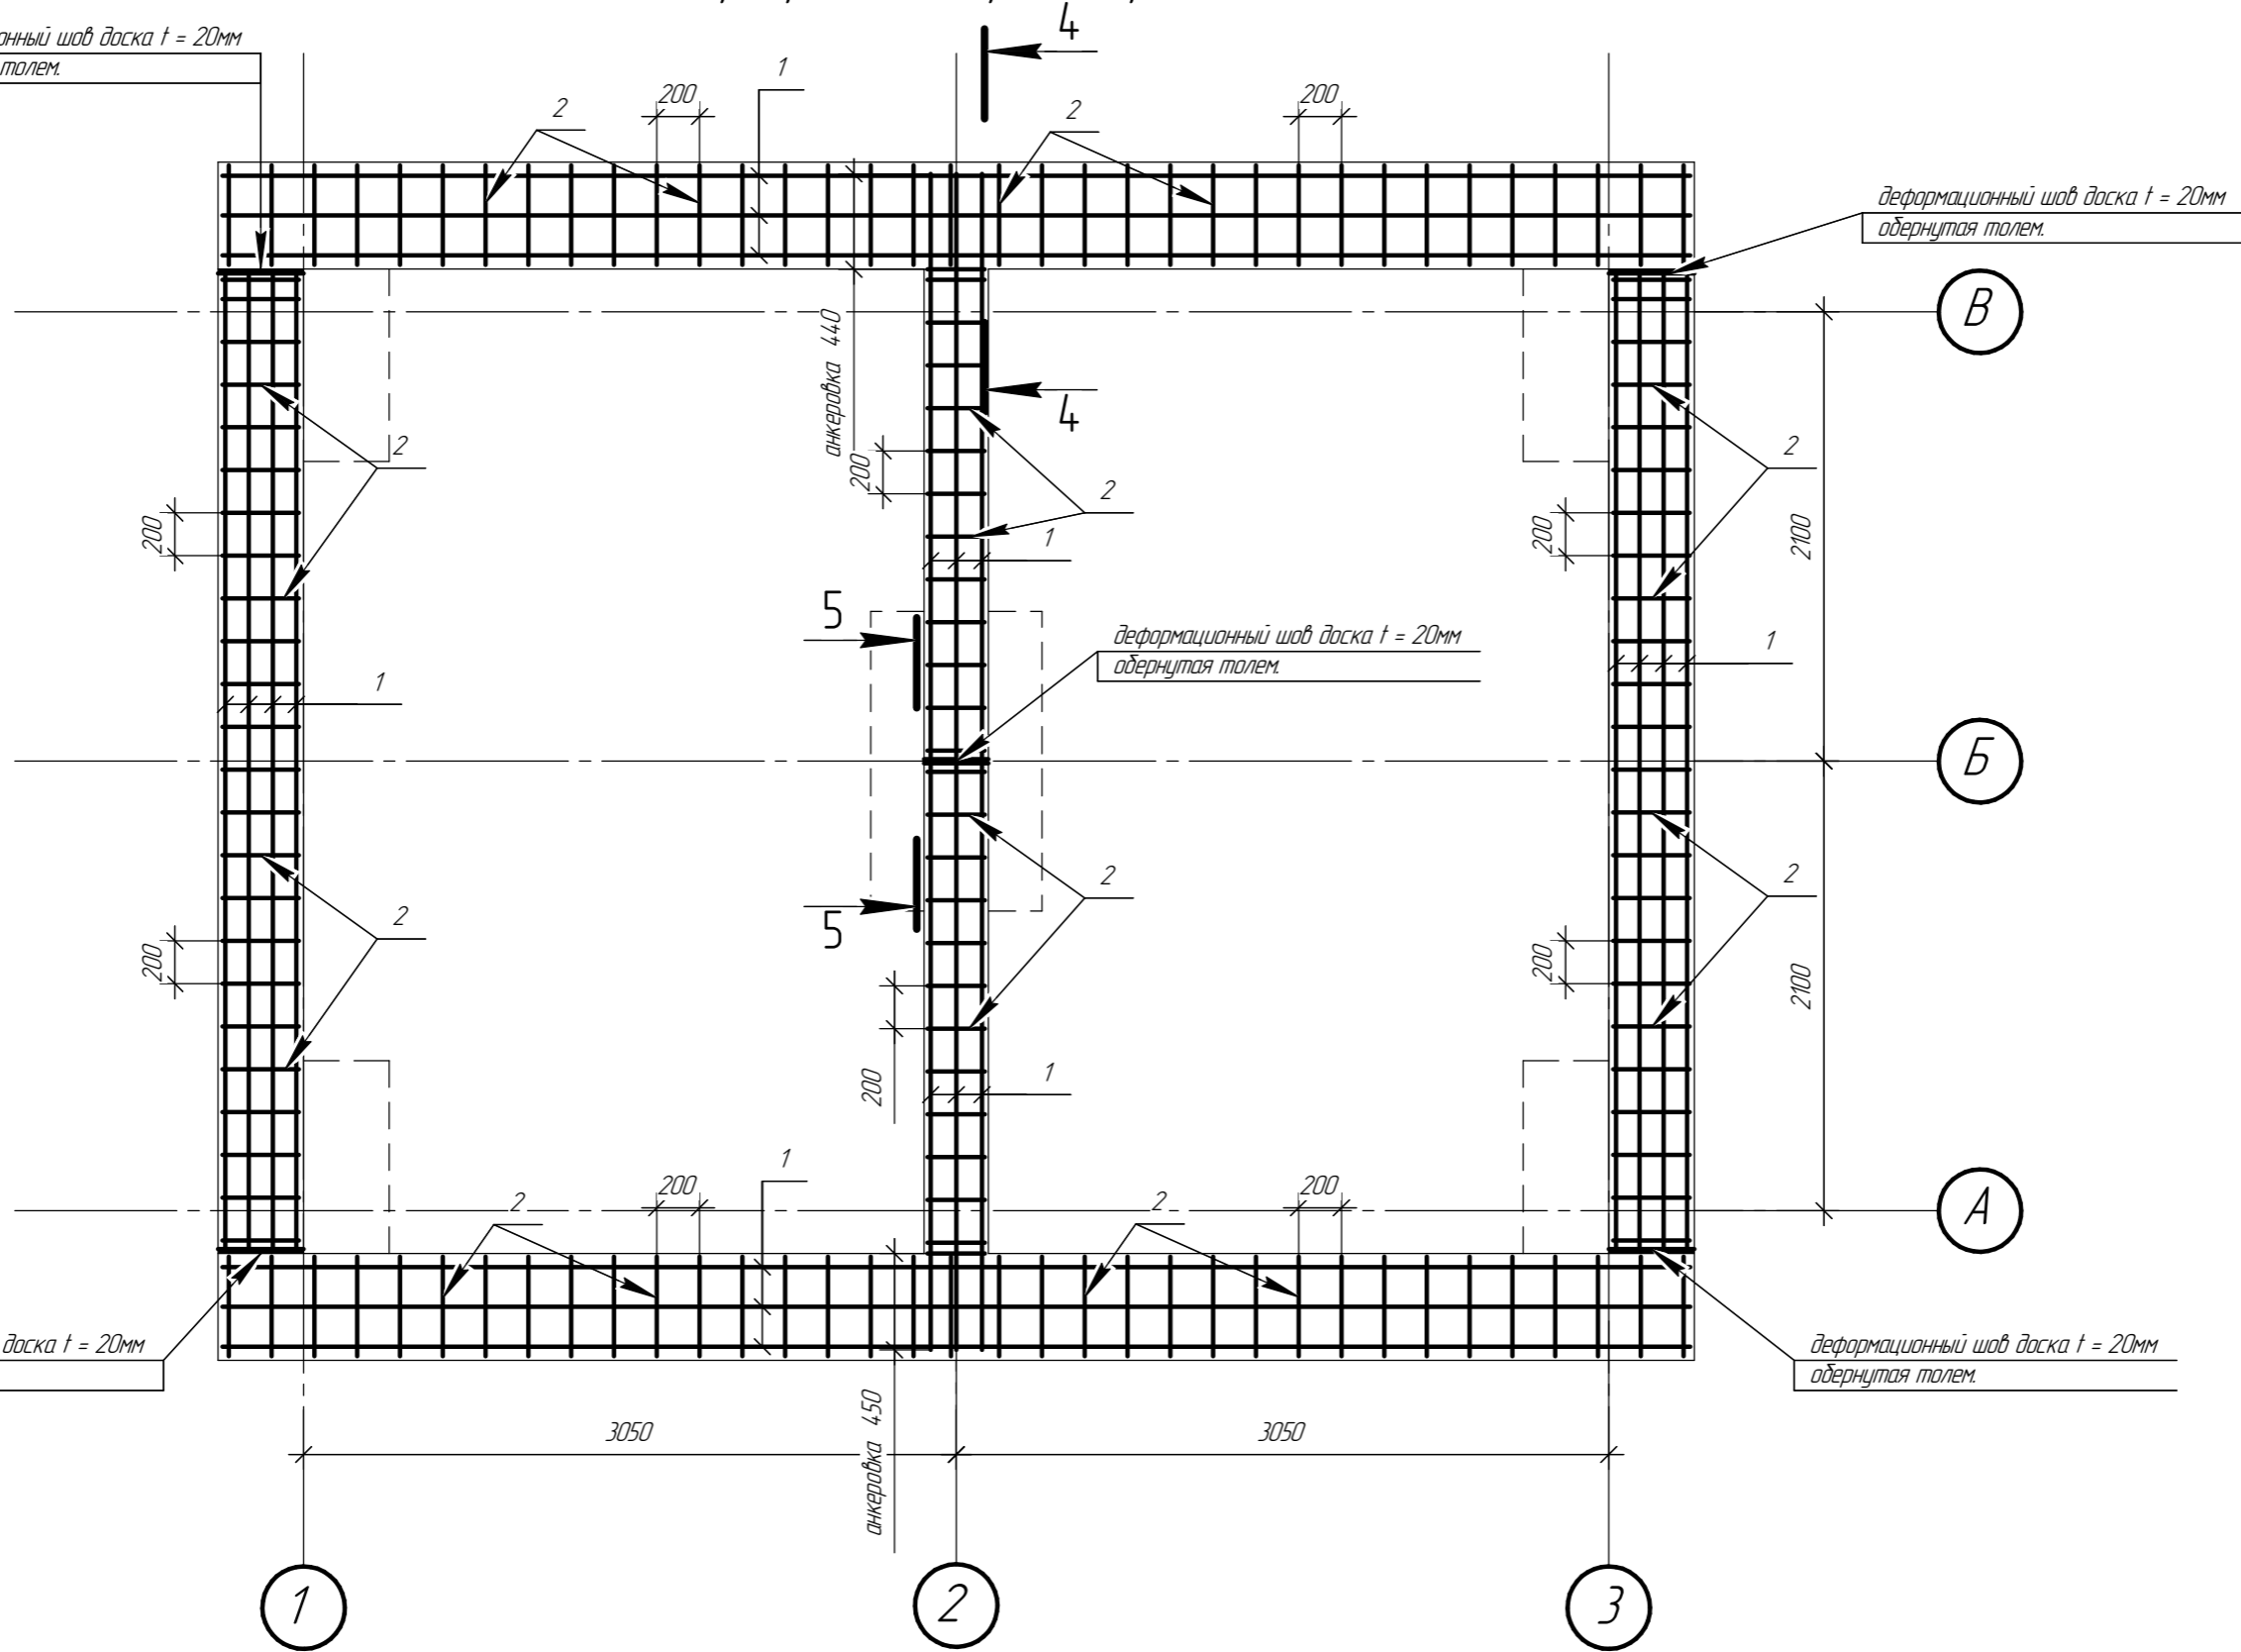 4
шов доска t = 20мм
толем.
1
200
2
2
200
деформационный шов доска t = 20мм
обернутая толем.
В
анкеровка 440
4
2
200
2
2
200
1
200
2100
5
деформационный шов доска t = 20мм
обернутая толем.
1
1
Б
2
2
2
5
200
200
2100
200
1
1
200
200
2
2
А
доска t = 20мм
деформационный шов доска t = 20мм
обернутая толем.
анкеровка 450
3050
3050
1
2
3